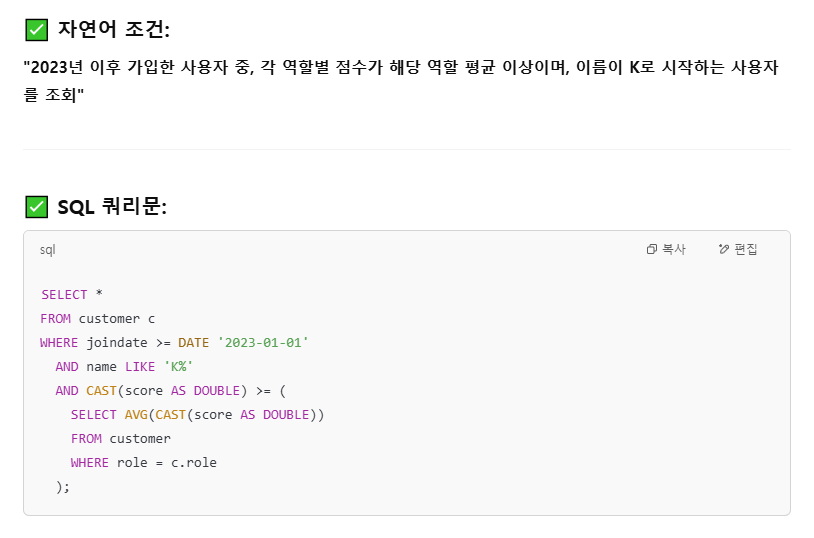 ✅ 자연어 조건:
"2023년 이후 가입한 사용자 중, 각 역할별 점수가 해당 역할 평균 이상이며, 이름이 K로 시작하는 사용자
를 조회"
✅ SQL 쿼리문:
sql
복사
편집
SELECT *
FROM customer c
WHERE joindate >= DATE '2023-01-01'
  AND name LIKE 'K%'
  AND CAST(score AS DOUBLE) >= (
    SELECT AVG(CAST(score AS DOUBLE))
    FROM customer
    WHERE role = c.role
  );